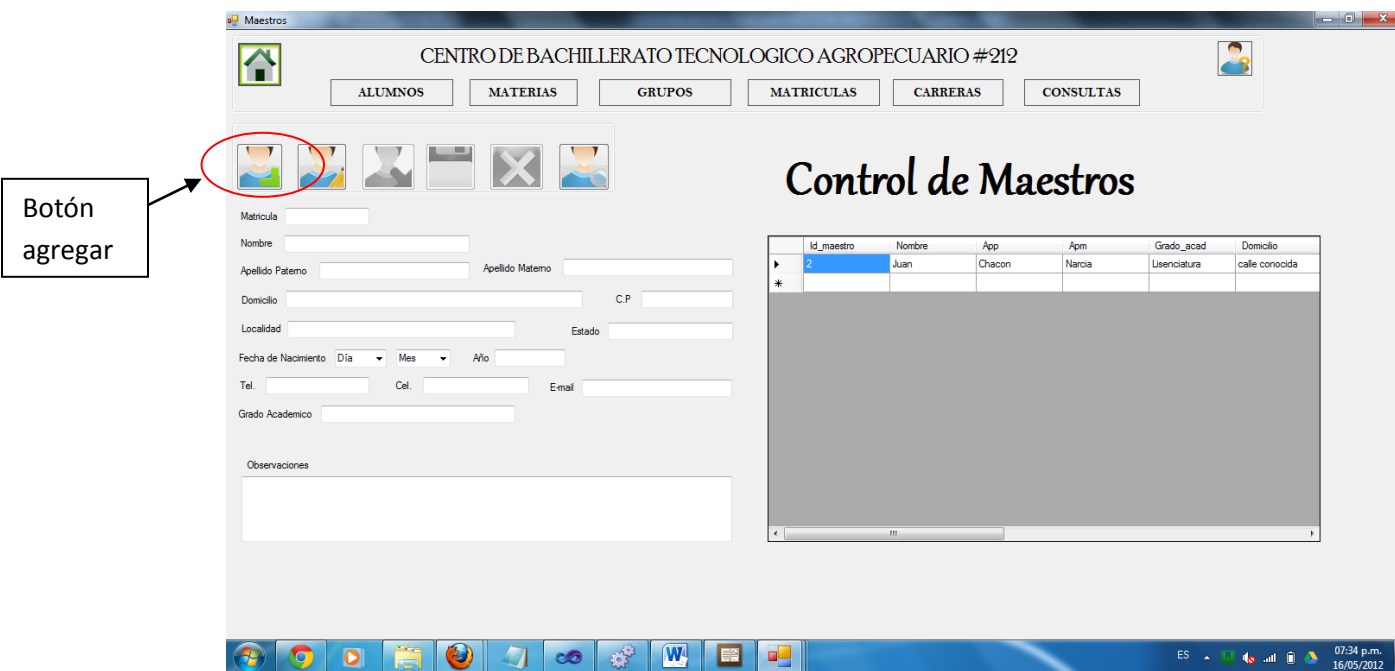 Maestros
CENTRO DE BACHILLERATO TECNOLOGICO AGROPECUARIO #212
ALUMNOS MATERIAS GRUPOS MATRICULAS CARRERAS CONSULTAS
Botón
agregar
Control de Maestros
Matricula
Nombre
Apellido Paterno Apellido Materno
Domicilio C.P
Localidad Estado
Fecha de Nacimiento Día Mes Año
Tel. Cel. E-mail
Grado Academico
Observaciones
Id_maestro Nombre App Apm Grado_acad Domicilio
2 Juan Chacon Narcia Lisenciatura calle conocida
ES 07:34 p.m.
16/05/2012